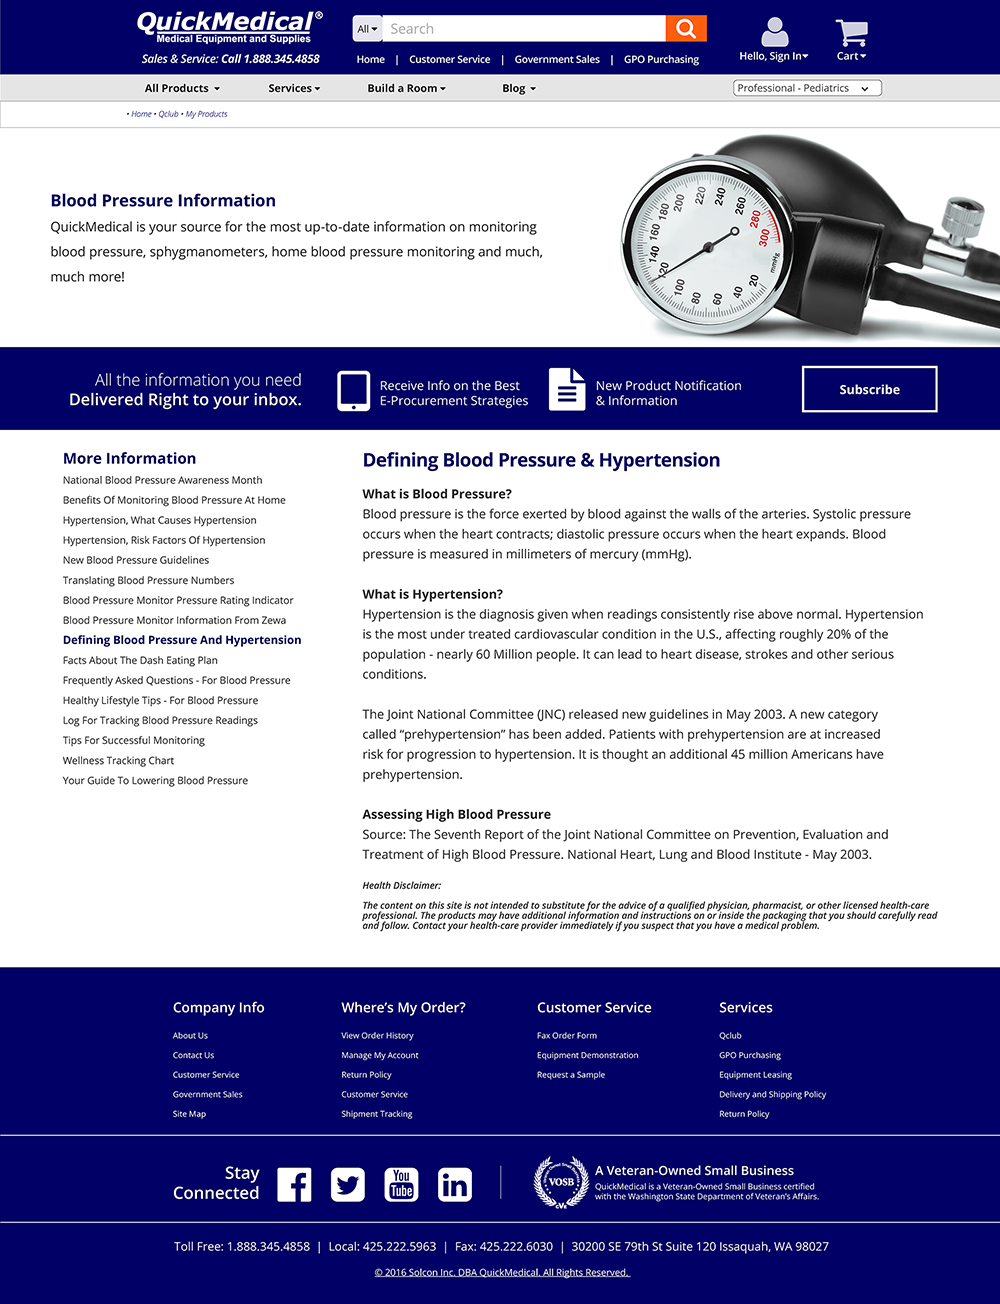 QuickMedical®
Medical Equipment and Supplies
Sales & Service: Call 1.888.345.4858
All
Search
Home | Customer Service | Government Sales | GPO Purchasing
Hello, Sign In
Cart
All Products
Services
Build a Room
Blog
Professional - Pediatrics
• Home • Qclub • My Products
Blood Pressure Information
QuickMedical is your source for the most up-to-date information on monitoring
blood pressure, sphygmanometers, home blood pressure monitoring and much,
much more!
20
40
60
80
100
120
140
160
180
200
220
240
260
280
300
mmHg
All the information you need
Delivered Right to your inbox.
Receive Info on the Best
E-Procurement Strategies
New Product Notification
& Information
Subscribe
More Information
National Blood Pressure Awareness Month
Benefits Of Monitoring Blood Pressure At Home
Hypertension, What Causes Hypertension
Hypertension, Risk Factors Of Hypertension
New Blood Pressure Guidelines
Translating Blood Pressure Numbers
Blood Pressure Monitor Pressure Rating Indicator
Blood Pressure Monitor Information From Zewa
Defining Blood Pressure And Hypertension
Facts About The Dash Eating Plan
Frequently Asked Questions - For Blood Pressure
Healthy Lifestyle Tips - For Blood Pressure
Log For Tracking Blood Pressure Readings
Tips For Successful Monitoring
Wellness Tracking Chart
Your Guide To Lowering Blood Pressure
Defining Blood Pressure & Hypertension
What is Blood Pressure?
Blood pressure is the force exerted by blood against the walls of the arteries. Systolic pressure
occurs when the heart contracts; diastolic pressure occurs when the heart expands. Blood
pressure is measured in millimeters of mercury (mmHg).
What is Hypertension?
Hypertension is the diagnosis given when readings consistently rise above normal. Hypertension
is the most under treated cardiovascular condition in the U.S., affecting roughly 20% of the
population - nearly 60 Million people. It can lead to heart disease, strokes and other serious
conditions.
The Joint National Committee (JNC) released new guidelines in May 2003. A new category
called “prehypertension” has been added. Patients with prehypertension are at increased
risk for progression to hypertension. It is thought an additional 45 million Americans have
prehypertension.
Assessing High Blood Pressure
Source: The Seventh Report of the Joint National Committee on Prevention, Evaluation and
Treatment of High Blood Pressure. National Heart, Lung and Blood Institute - May 2003.
Health Disclaimer:
The content on this site is not intended to substitute for the advice of a qualified physician, pharmacist, or other licensed health-care
professional. The products may have additional information and instructions on or inside the packaging that you should carefully read
and follow. Contact your health-care provider immediately if you suspect that you have a medical problem.
Company Info
About Us
Contact Us
Customer Service
Government Sales
Site Map
Where’s My Order?
View Order History
Manage My Account
Return Policy
Customer Service
Shipment Tracking
Customer Service
Fax Order Form
Equipment Demonstration
Request a Sample
Services
Qclub
GPO Purchasing
Equipment Leasing
Delivery and Shipping Policy
Return Policy
Stay
Connected
You
Tube
in
VOSB
A Veteran-Owned Small Business
QuickMedical is a Veteran-Owned Small Business certified
with the Washington State Department of Veteran’s Affairs.
Toll Free: 1.888.345.4858 | Local: 425.222.5963 | Fax: 425.222.6030 | 30200 SE 79th St Suite 120 Issaquah, WA 98027
© 2016 Solcon Inc. DBA QuickMedical. All Rights Reserved.